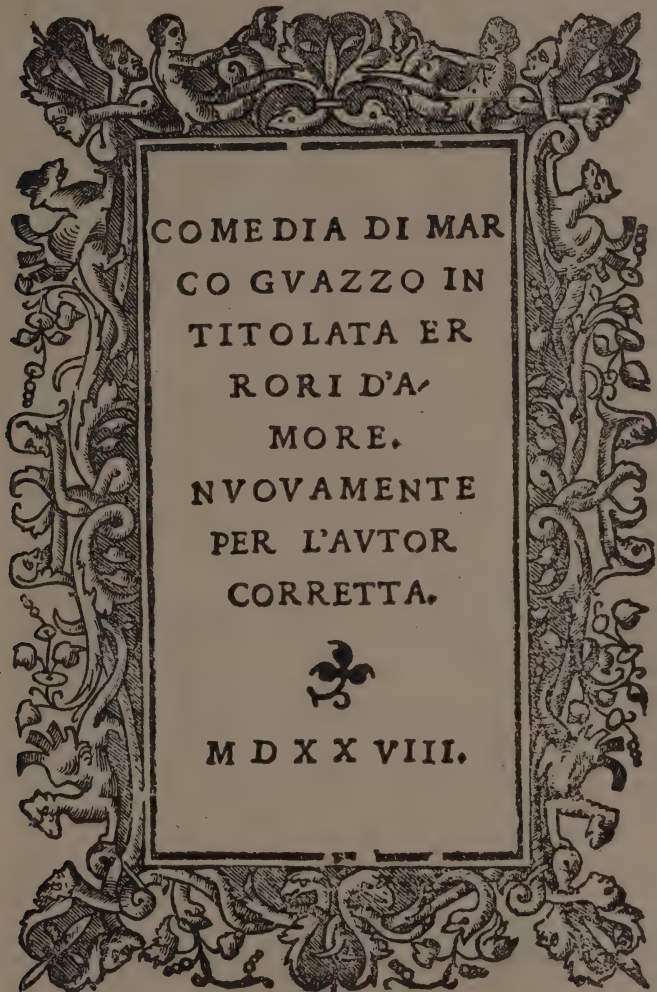 COMEDIA DI MAR
CO GVAZZO IN
TITOLATA ER
RORI D'A-
MORE.
NVOVAMENTE
PER L'AVTOR
CORRETTA.
M D X X VIII.